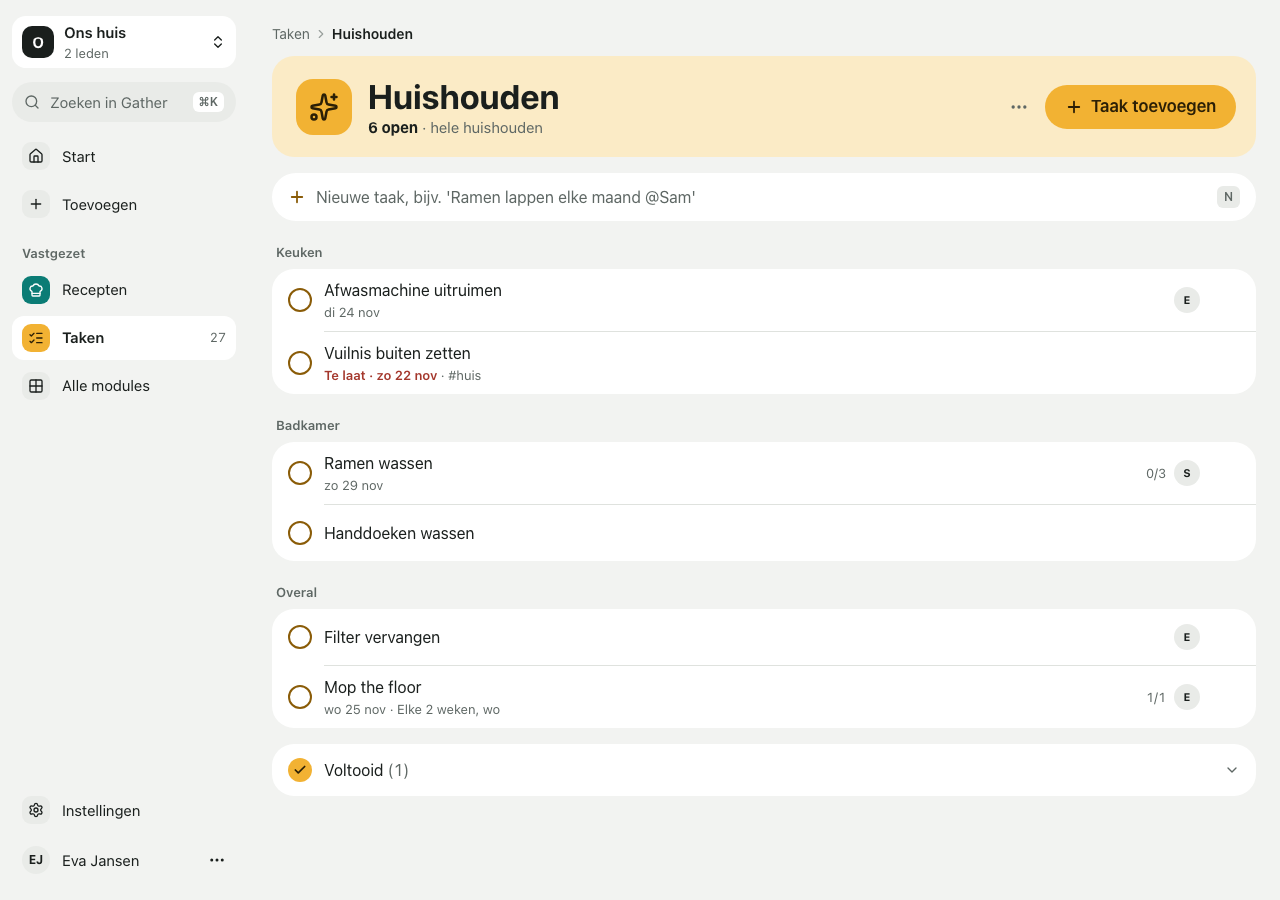 O
Ons huis
2 leden
Zoeken in Gather ⌘K
Start
Toevoegen
Vastgezet
Recepten
Taken 27
Alle modules
Instellingen
EJ Eva Jansen
Taken > Huishouden
Huishouden
6 open · hele huishouden
Taak toevoegen
Nieuwe taak, bijv. 'Ramen lappen elke maand @Sam' N
Keuken
Afwasmachine uitruimen
di 24 nov
E
Vuilnis buiten zetten
Te laat · zo 22 nov · #huis
Badkamer
Ramen wassen
zo 29 nov
0/3 S
Handdoeken wassen
Overal
Filter vervangen
E
Mop the floor
wo 25 nov · Elke 2 weken, wo
1/1 E
Voltooid (1)